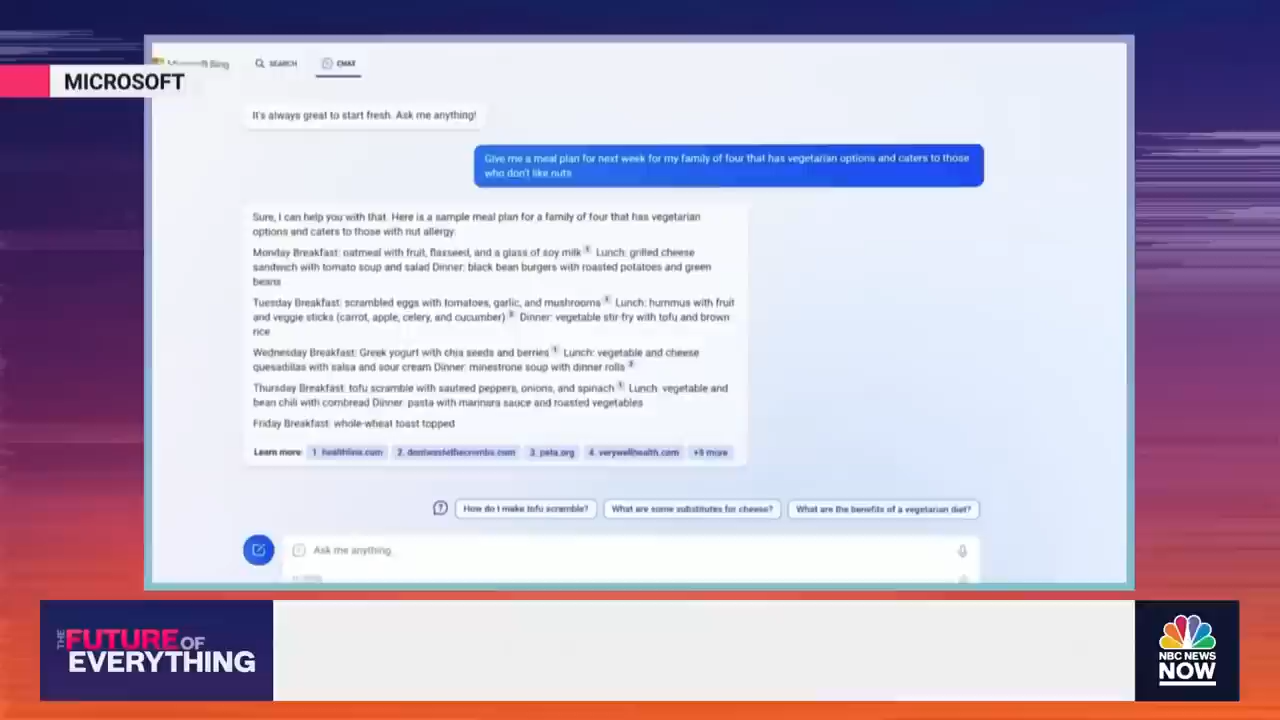 MICROSOFT
Microsoft Bing
SEARCH
CHAT
It's always great to start fresh. Ask me anything!
Give me a meal plan for next week for my family of four that has vegetarian options and caters to those
who don't like nuts
Sure, I can help you with that. Here is a sample meal plan for a family of four that has vegetarian
options and caters to those with nut allergy.
Monday Breakfast: oatmeal with fruit, flaxseed, and a glass of soy milk 1 Lunch: grilled cheese
sandwich with tomato soup and salad Dinner: black bean burgers with roasted potatoes and green
beans
Tuesday Breakfast: scrambled eggs with tomatoes, garlic, and mushrooms Lunch: hummus with fruit
and veggie sticks (carrot, apple, celery, and cucumber) Dinner: vegetable stir-fry with tofu and brown
rice
Wednesday Breakfast: Greek yogurt with chia seeds and berries 1 Lunch: vegetable and cheese
quesadillas with salsa and sour cream Dinner: minestrone soup with dinner rolls
Thursday Breakfast: tofu scramble with sauteed peppers, onions, and spinach 1 Lunch: vegetable and
bean chili with cornbread Dinner: pasta with marinara sauce and roasted vegetables
Friday Breakfast: whole-wheat toast topped
Learn more: 1. healthline.com 2. dontwastethecrumbs.com 3. peta.org 4. verywellhealth.com +8 more
How do I make tofu scramble? What are some substitutes for cheese? What are the benefits of a vegetarian diet?
Ask me anything
THE FUTURE OF
EVERYTHING
NBC NEWS
NOW